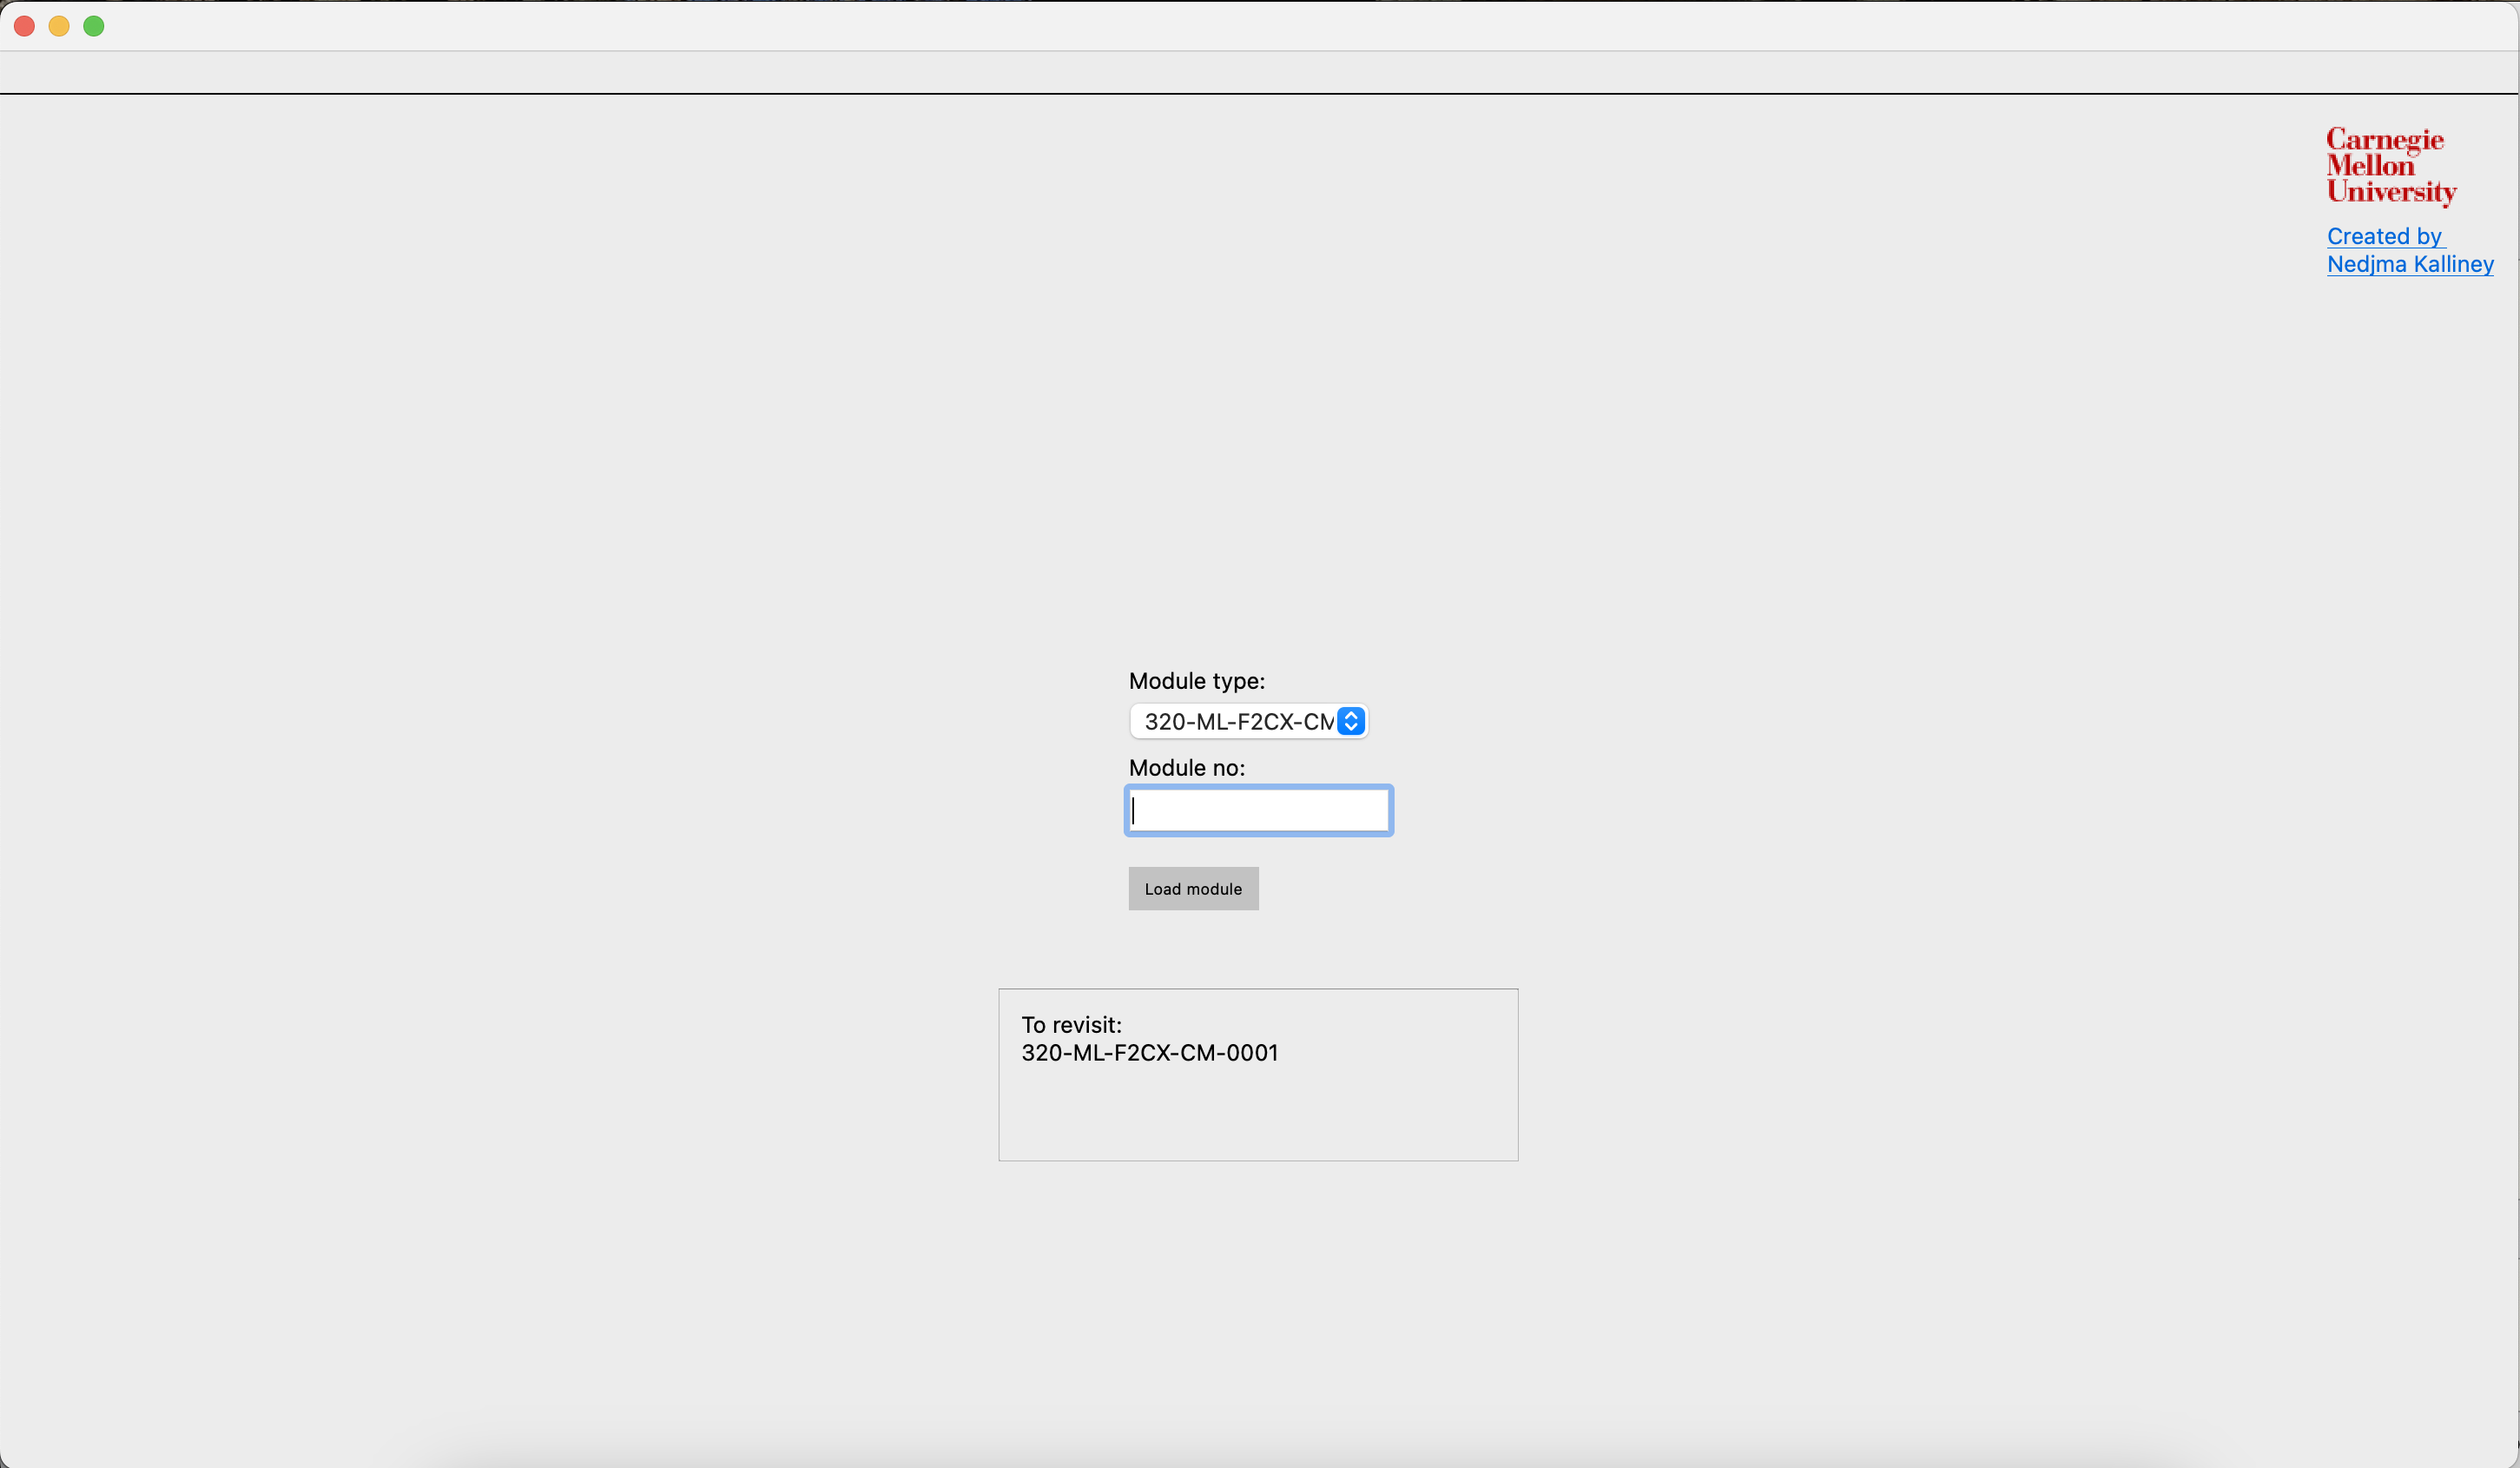 Carnegie
Mellon
University
Created by
Nedjma Kalliney
Module type:
320-ML-F2CX-CM
Module no:
Load module
To revisit:
320-ML-F2CX-CM-0001